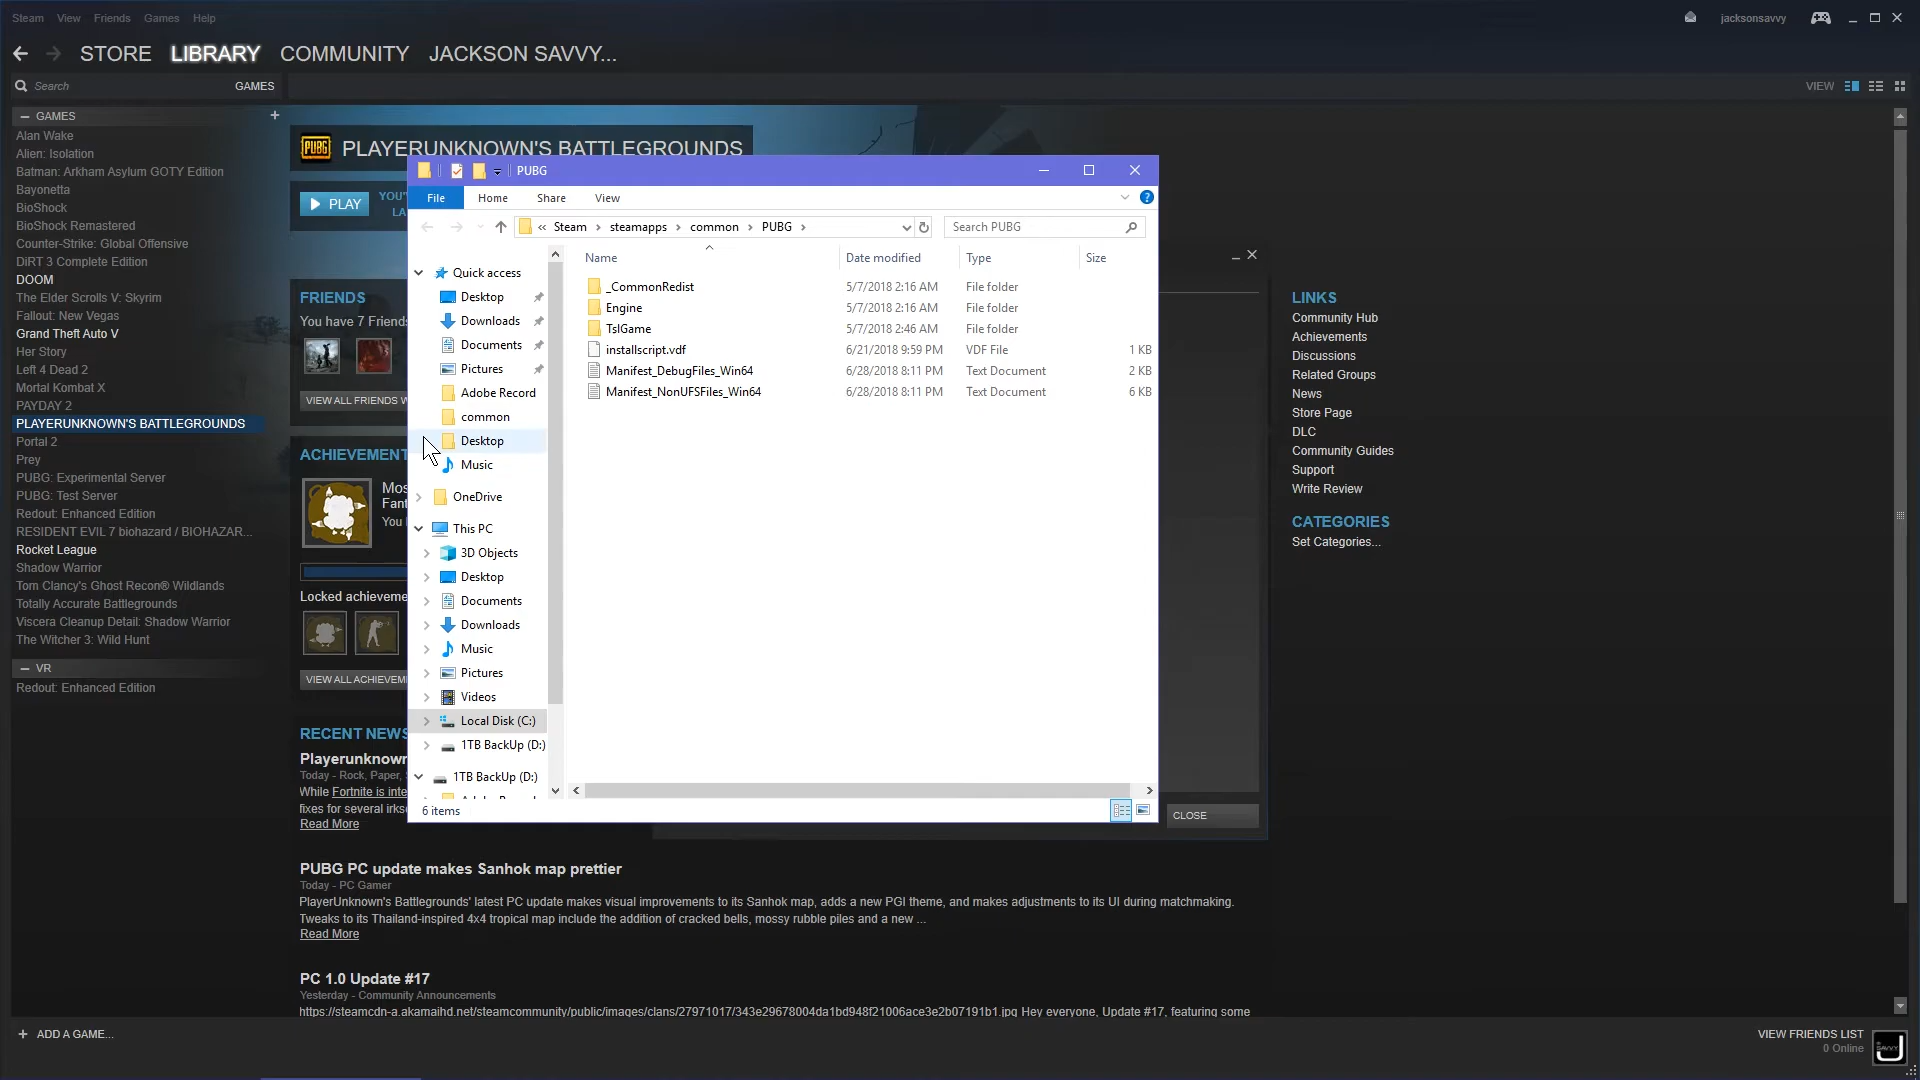 Steam View Friends Games Help
jacksonsavvy
STORE LIBRARY COMMUNITY JACKSON SAVVY...
Search GAMES
VIEW
GAMES
Alan Wake
Alien: Isolation
Batman: Arkham Asylum GOTY Edition
Bayonetta
BioShock
BioShock Remastered
Counter-Strike: Global Offensive
DiRT 3 Complete Edition
DOOM
The Elder Scrolls V: Skyrim
Fallout: New Vegas
Grand Theft Auto V
Her Story
Left 4 Dead 2
Mortal Kombat X
PAYDAY 2
PLAYERUNKNOWN'S BATTLEGROUNDS
Portal 2
Prey
PUBG: Experimental Server
PUBG: Test Server
Redout: Enhanced Edition
RESIDENT EVIL 7 biohazard / BIOHAZAR...
Rocket League
Shadow Warrior
Tom Clancy's Ghost Recon® Wildlands
Totally Accurate Battlegrounds
Viscera Cleanup Detail: Shadow Warrior
The Witcher 3: Wild Hunt
VR
Redout: Enhanced Edition
PUBG PLAYERUNKNOWN'S BATTLEGROUNDS
PLAY
YOU'
LA
FRIENDS
You have 7 Friends
VIEW ALL FRIENDS W
ACHIEVEMENT
Mos
Fant
You
Locked achieveme
VIEW ALL ACHIEVEM
RECENT NEWS
Playerunknown
Today - Rock, Paper,
While Fortnite is inte
fixes for several irks
Read More
PUBG PC update makes Sanhok map prettier
Today - PC Gamer
PlayerUnknown's Battlegrounds' latest PC update makes visual improvements to its Sanhok map, adds a new PGI theme, and makes adjustments to its UI during matchmaking.
Tweaks to its Thailand-inspired 4x4 tropical map include the addition of cracked bells, mossy rubble piles and a new ...
Read More
PC 1.0 Update #17
Yesterday - Community Announcements
https://steamcdn-a.akamaihd.net/steamcommunity/public/images/clans/27971017/343e29678004da1bd948f21006ace3e2b07191b1.jpg Hey everyone, Update #17, featuring some
PUBG
File Home Share View
« Steam › steamapps › common › PUBG ›
Search PUBG
Quick access
Desktop
Downloads
Documents
Pictures
Adobe Record
common
Desktop
Music
OneDrive
This PC
3D Objects
Desktop
Documents
Downloads
Music
Pictures
Videos
Local Disk (C:)
1TB BackUp (D:)
1TB BackUp (D:)
Name Date modified Type Size
_CommonRedist 5/7/2018 2:16 AM File folder
Engine 5/7/2018 2:16 AM File folder
TslGame 5/7/2018 2:46 AM File folder
installscript.vdf 6/21/2018 9:59 PM VDF File 1 KB
Manifest_DebugFiles_Win64 6/28/2018 8:11 PM Text Document 2 KB
Manifest_NonUFSFiles_Win64 6/28/2018 8:11 PM Text Document 6 KB
6 items
CLOSE
LINKS
Community Hub
Achievements
Discussions
Related Groups
News
Store Page
DLC
Community Guides
Support
Write Review
CATEGORIES
Set Categories...
+ ADD A GAME...
VIEW FRIENDS LIST
0 Online
SAVVY